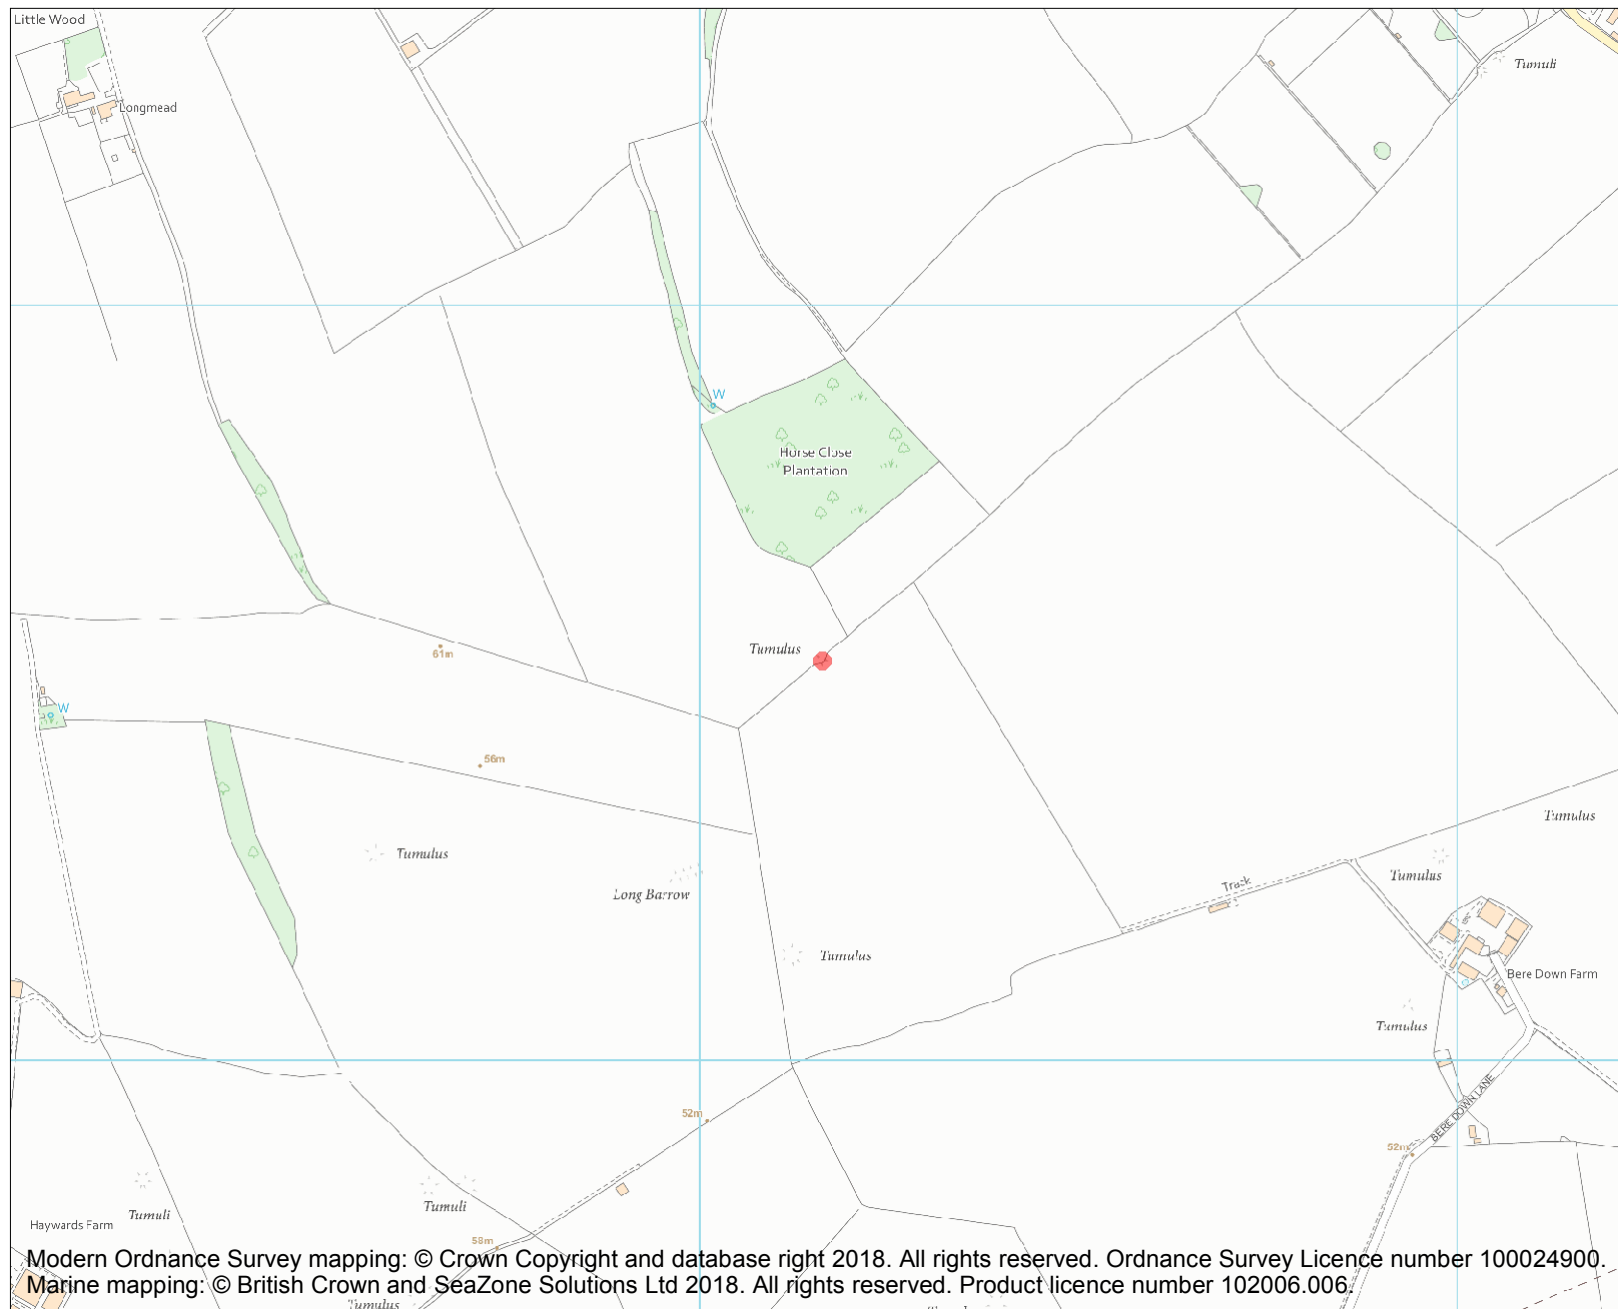 Little Wood
Tumuli
Longmead
W
Horse Close
Plantation
Tumulus
61m
W
56m
Tumulus
Tumulus
Tumulus
Track
Long Barrow
Tumulus
Bere Down Farm
Tumulus
BERE DOWN LANE
52m
52m
Tumuli
Tumuli
Haywards Farm
58m
Modern Ordnance Survey mapping: © Crown Copyright and database right 2018. All rights reserved. Ordnance Survey Licence number 100024900.
Marine mapping: © British Crown and SeaZone Solutions Ltd 2018. All rights reserved. Product licence number 102006.006.
Tumulus